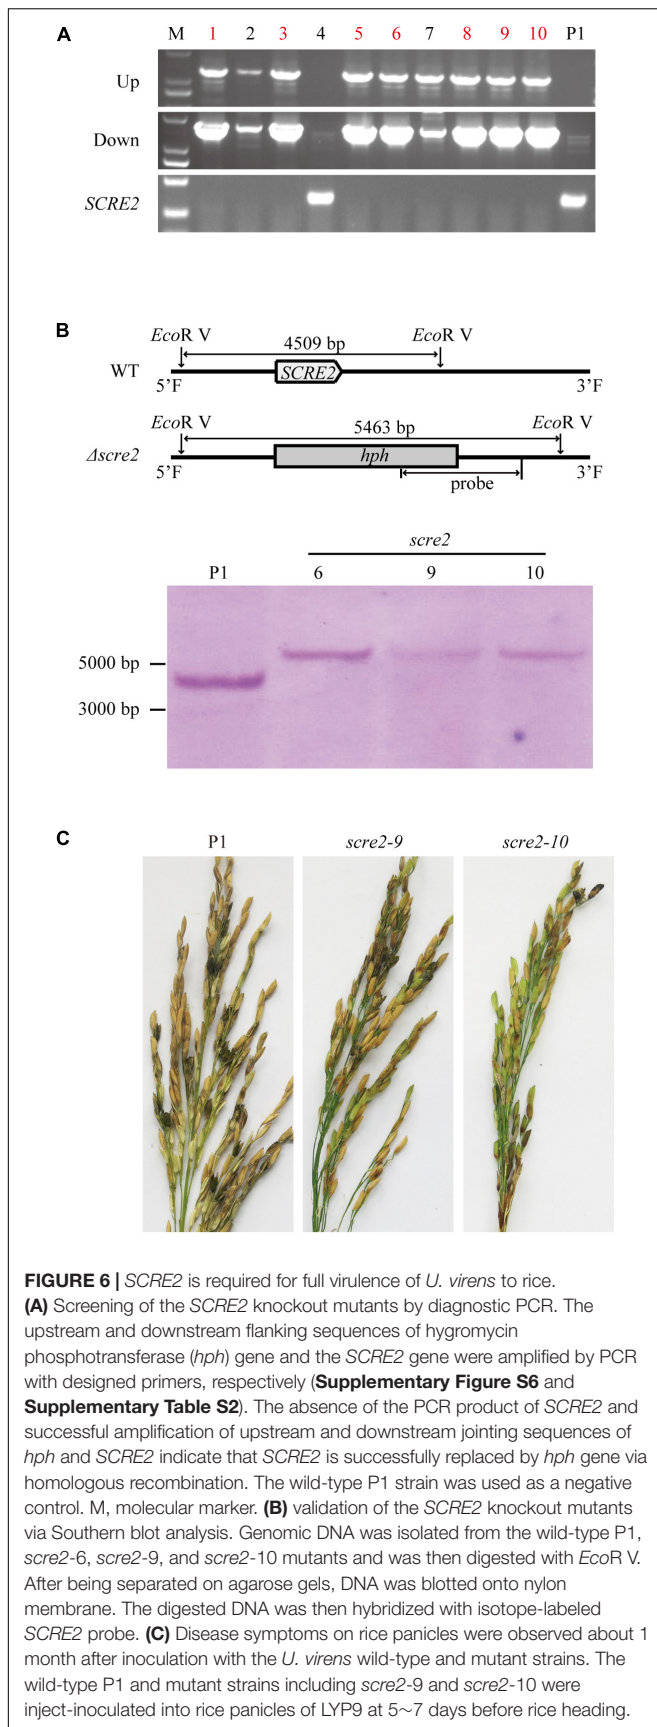 A
M 1 2 3 4 5 6 7 8 9 10 P1
Up
Down
SCRE2
B
EcoR V 4509 bp EcoR V
WT SCRE2
5'F 3'F
EcoR V 5463 bp EcoR V
Δscre2 hph
5'F probe 3'F
scre2
P1 6 9 10
5000 bp
3000 bp
C
P1 scre2-9 scre2-10
FIGURE 6 | SCRE2 is required for full virulence of U. virens to rice.
(A) Screening of the SCRE2 knockout mutants by diagnostic PCR. The
upstream and downstream flanking sequences of hygromycin
phosphotransferase (hph) gene and the SCRE2 gene were amplified by PCR
with designed primers, respectively (Supplementary Figure S6 and
Supplementary Table S2). The absence of the PCR product of SCRE2 and
successful amplification of upstream and downstream jointing sequences of
hph and SCRE2 indicate that SCRE2 is successfully replaced by hph gene via
homologous recombination. The wild-type P1 strain was used as a negative
control. M, molecular marker. (B) validation of the SCRE2 knockout mutants
via Southern blot analysis. Genomic DNA was isolated from the wild-type P1,
scre2-6, scre2-9, and scre2-10 mutants and was then digested with EcoR V.
After being separated on agarose gels, DNA was blotted onto nylon
membrane. The digested DNA was then hybridized with isotope-labeled
SCRE2 probe. (C) Disease symptoms on rice panicles were observed about 1
month after inoculation with the U. virens wild-type and mutant strains. The
wild-type P1 and mutant strains including scre2-9 and scre2-10 were
inject-inoculated into rice panicles of LYP9 at 5~7 days before rice heading.